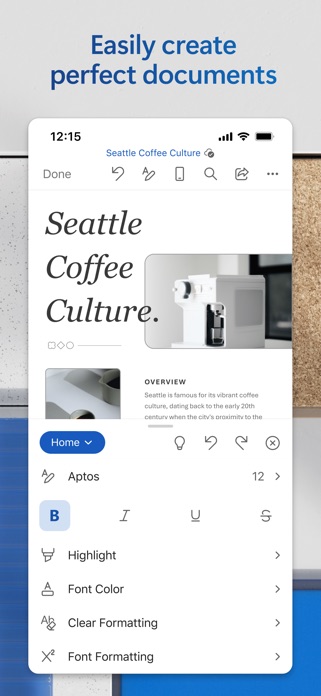 Easily create
perfect documents
12:15
Seattle Coffee Culture
Done
Seattle
Coffee
Culture.
OVERVIEW
Seattle is famous for its vibrant coffee
culture, dating back to the early 20th
century when the city's proximity to the
Home
Aptos 12
B I U S
Highlight
A Font Color
Clear Formatting
X² Font Formatting